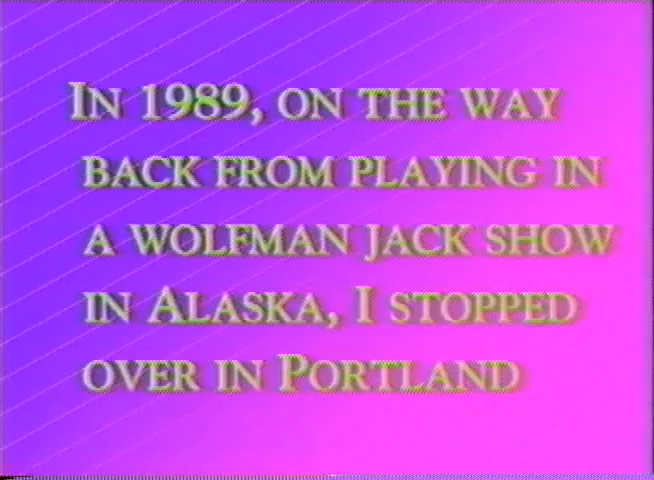 In 1989, on the way
back from playing in
a Wolfman Jack show
in Alaska, I stopped
over in Portland